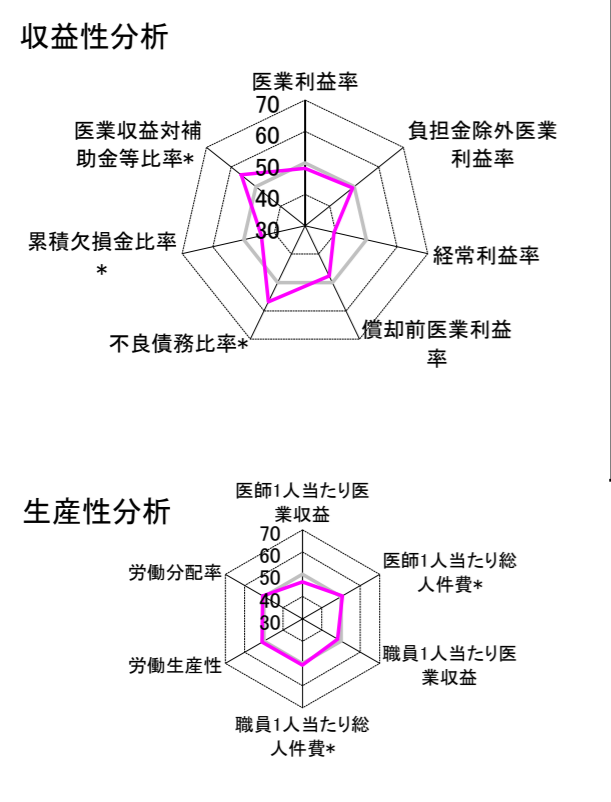 収益性分析
医業利益率
70
60
50
40
30
負担金除外医業
利益率
経常利益率
償却前医業利益
率
不良債務比率*
累積欠損金比率
*
医業収益対補
助金等比率*
生産性分析
医師1人当たり医
業収益
70
60
50
40
30
医師1人当たり総
人件費*
職員1人当たり医
業収益
職員1人当たり総
人件費*
労働生産性
労働分配率